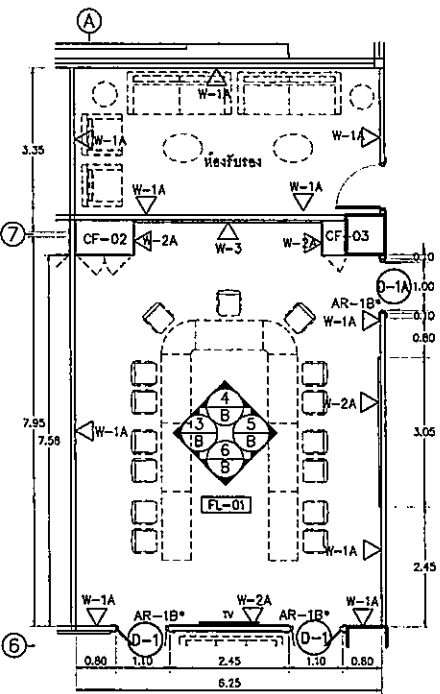 A
W-1A
3.35
W-1A
W-1A
ห้องรับรอง
W-1A
W-1A
7
CF-02
W-2A
W-3
W-2A
CF-03
0.10
D-1A
1.00
AR-1B*
0.10
W-1A
0.80
4
B
3
B
5
B
6
B
W-2A
7.95
7.58
W-1A
3.05
FL-01
W-1A
2.45
W-1A
AR-1B*
TV
W-2A
AR-1B*
W-1A
6
D-1
D-1
0.80
1.10
2.45
1.10
0.80
6.25